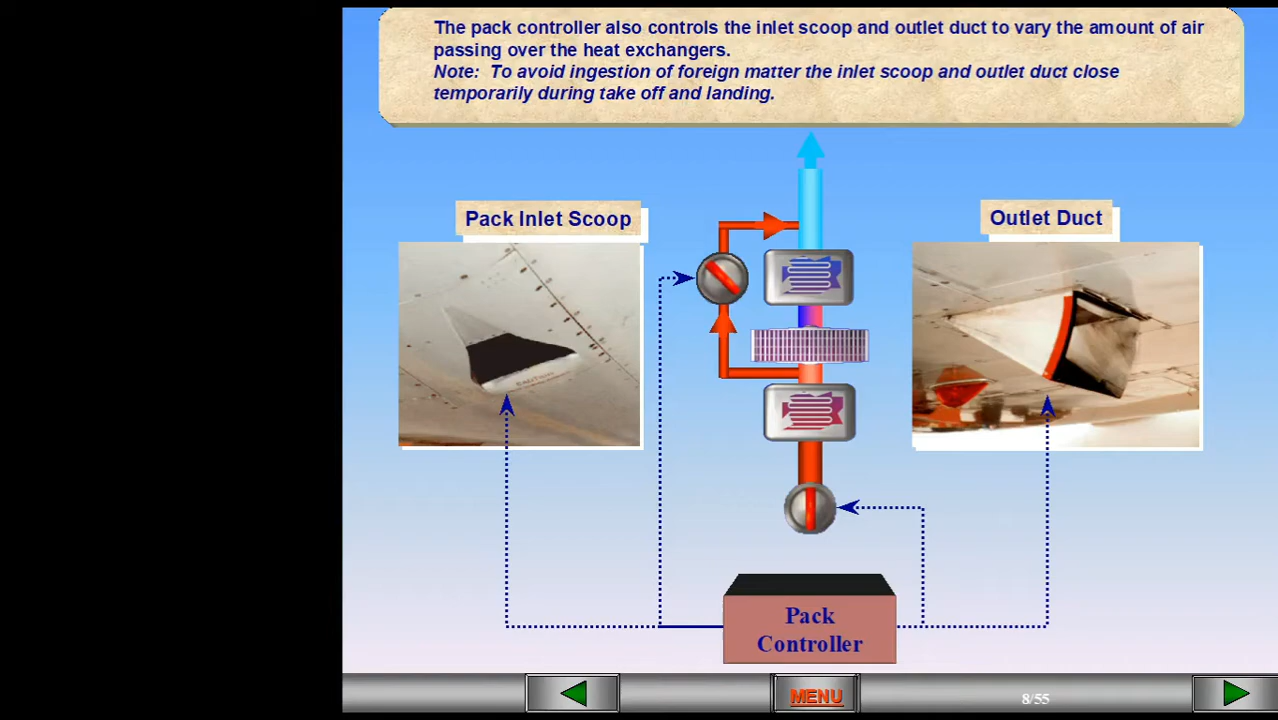 The pack controller also controls the inlet scoop and outlet duct to vary the amount of air
passing over the heat exchangers.
Note: To avoid ingestion of foreign matter the inlet scoop and outlet duct close
temporarily during take off and landing.
Pack Inlet Scoop
Outlet Duct
CAUTION
Pack
Controller
MENU
8/55